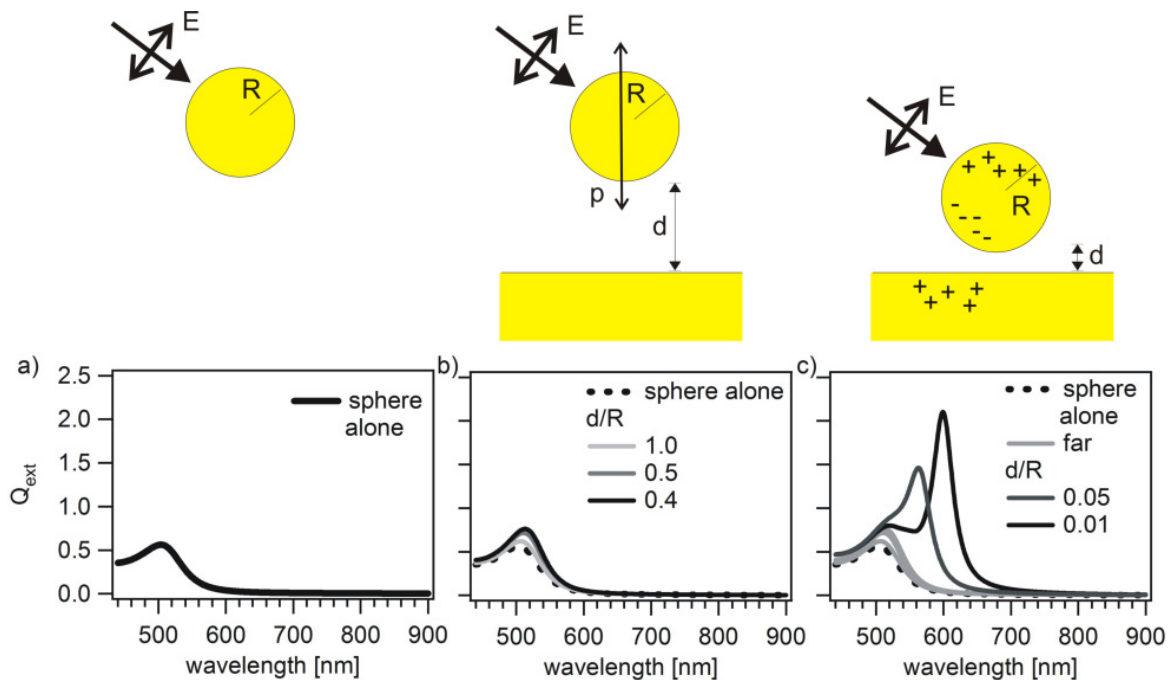 E
R
E
R
p
d
E
+ + + + +
R
- - - - -
d
+ + + + +
a)
2.5
2.0
1.5
1.0
0.5
0.0
Qext
sphere
alone
500 600 700 800 900
wavelength [nm]
b)
sphere alone
d/R
1.0
0.5
0.4
500 600 700 800 900
wavelength [nm]
c)
sphere
alone
far
d/R
0.05
0.01
500 600 700 800 900
wavelength [nm]